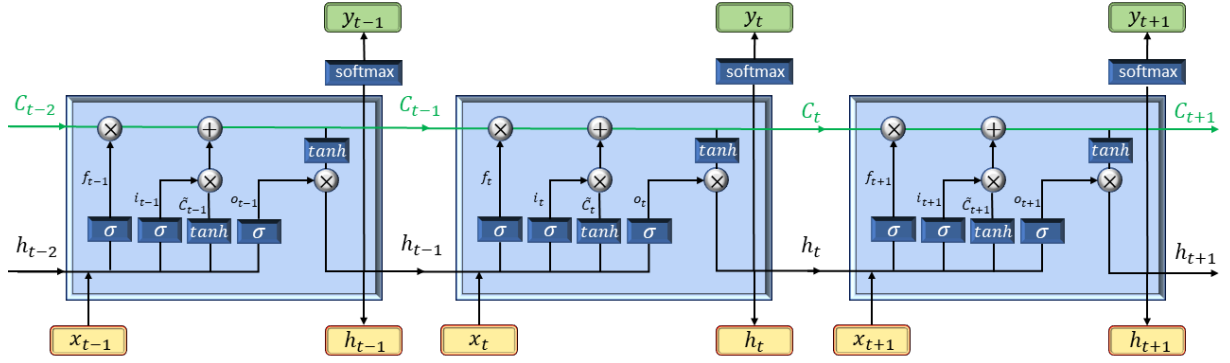 y_{t−1} y_t y_{t+1}
softmax softmax softmax
C_{t−2} C_{t−1} C_t C_{t+1}
× + × + × +
tanh tanh tanh
f_{t−1} × × f_t × × f_{t+1} × ×
i_{t−1} C̃_{t−1} o_{t−1} i_t C̃_t o_t i_{t+1} C̃_{t+1} o_{t+1}
σ σ tanh σ σ σ tanh σ σ σ tanh σ
h_{t−2} h_{t−1} h_t h_{t+1}
x_{t−1} h_{t−1} x_t h_t x_{t+1} h_{t+1}